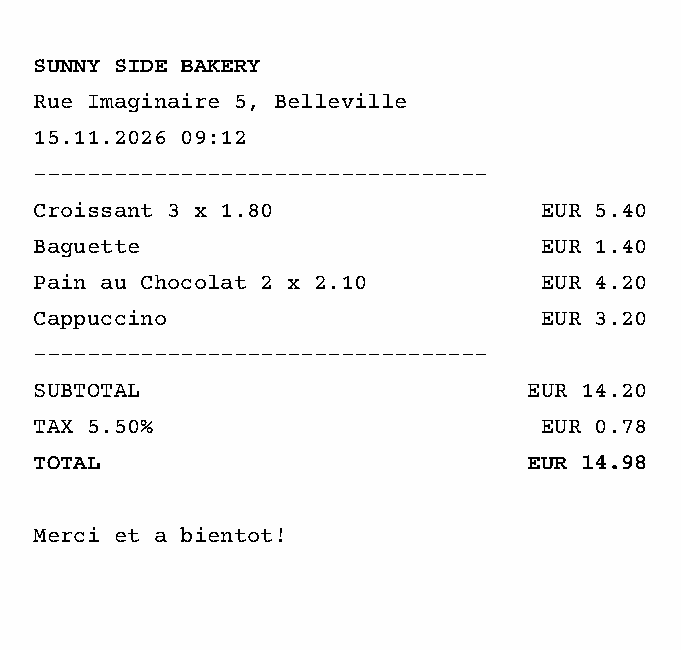 SUNNY SIDE BAKERY
Rue Imaginaire 5, Belleville
15.11.2026 09:12
----------------------------------
Croissant 3 x 1.80 EUR 5.40
Baguette EUR 1.40
Pain au Chocolat 2 x 2.10 EUR 4.20
Cappuccino EUR 3.20
----------------------------------
SUBTOTAL EUR 14.20
TAX 5.50% EUR 0.78
TOTAL EUR 14.98
Merci et a bientot!